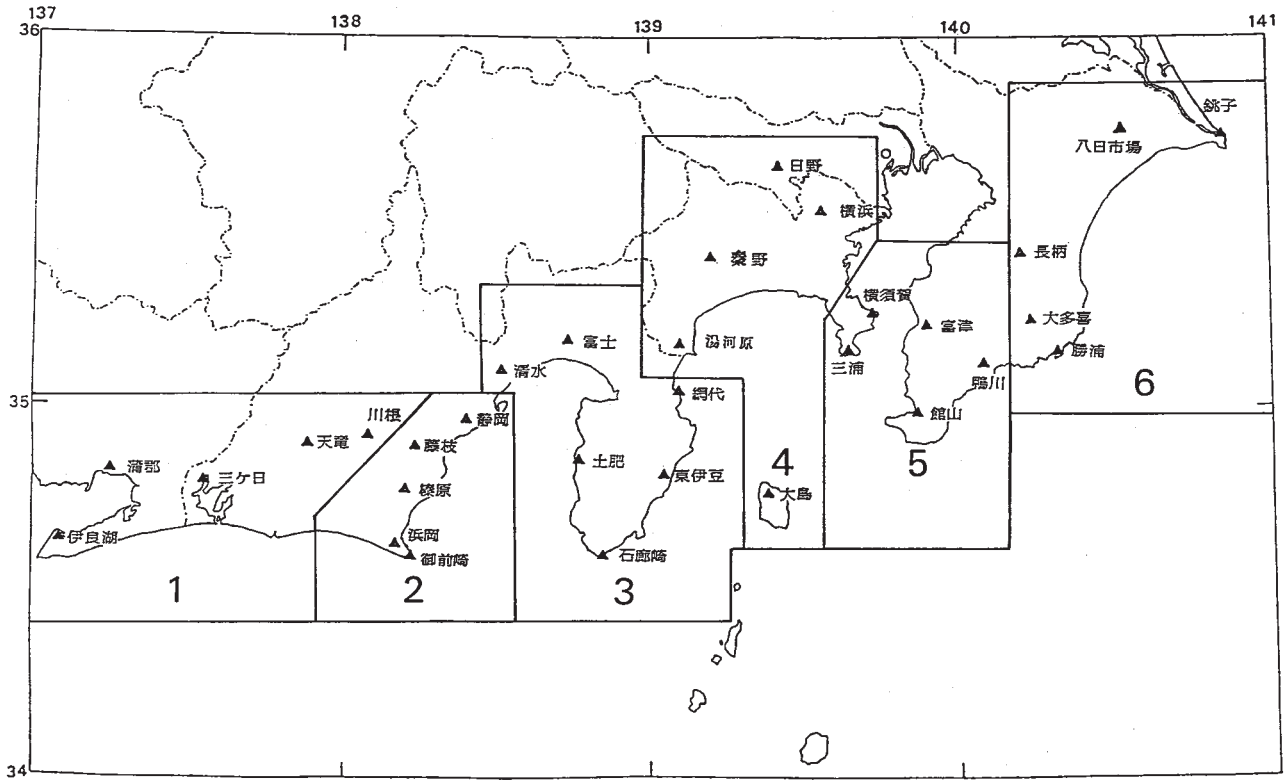 137
138
139
140
141
36
銚子
八日市場
日野
横浜
長柄
秦野
横須賀
大多喜
富津
富士
湯河原
三浦
勝浦
清水
鴨川
6
35
網代
川根
静岡
館山
天竜
藤枝
4
5
蒲郡
土肥
三ケ日
東伊豆
榛原
大島
伊良湖
浜岡
御前崎
石廊崎
1
2
3
34